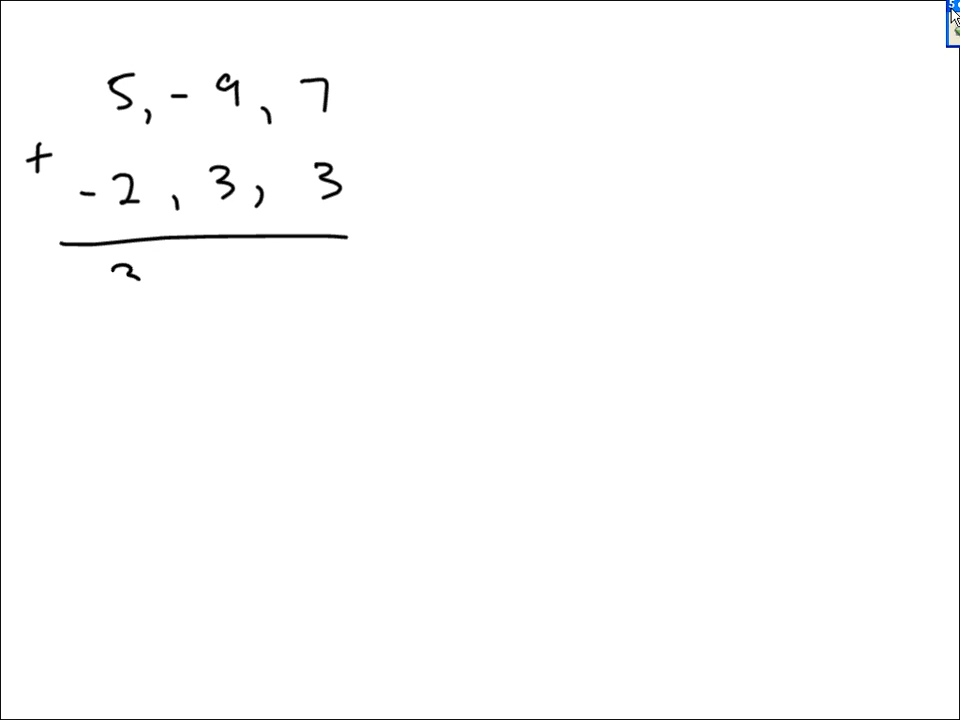 5, - 9, 7
+
- 2, 3, 3
3